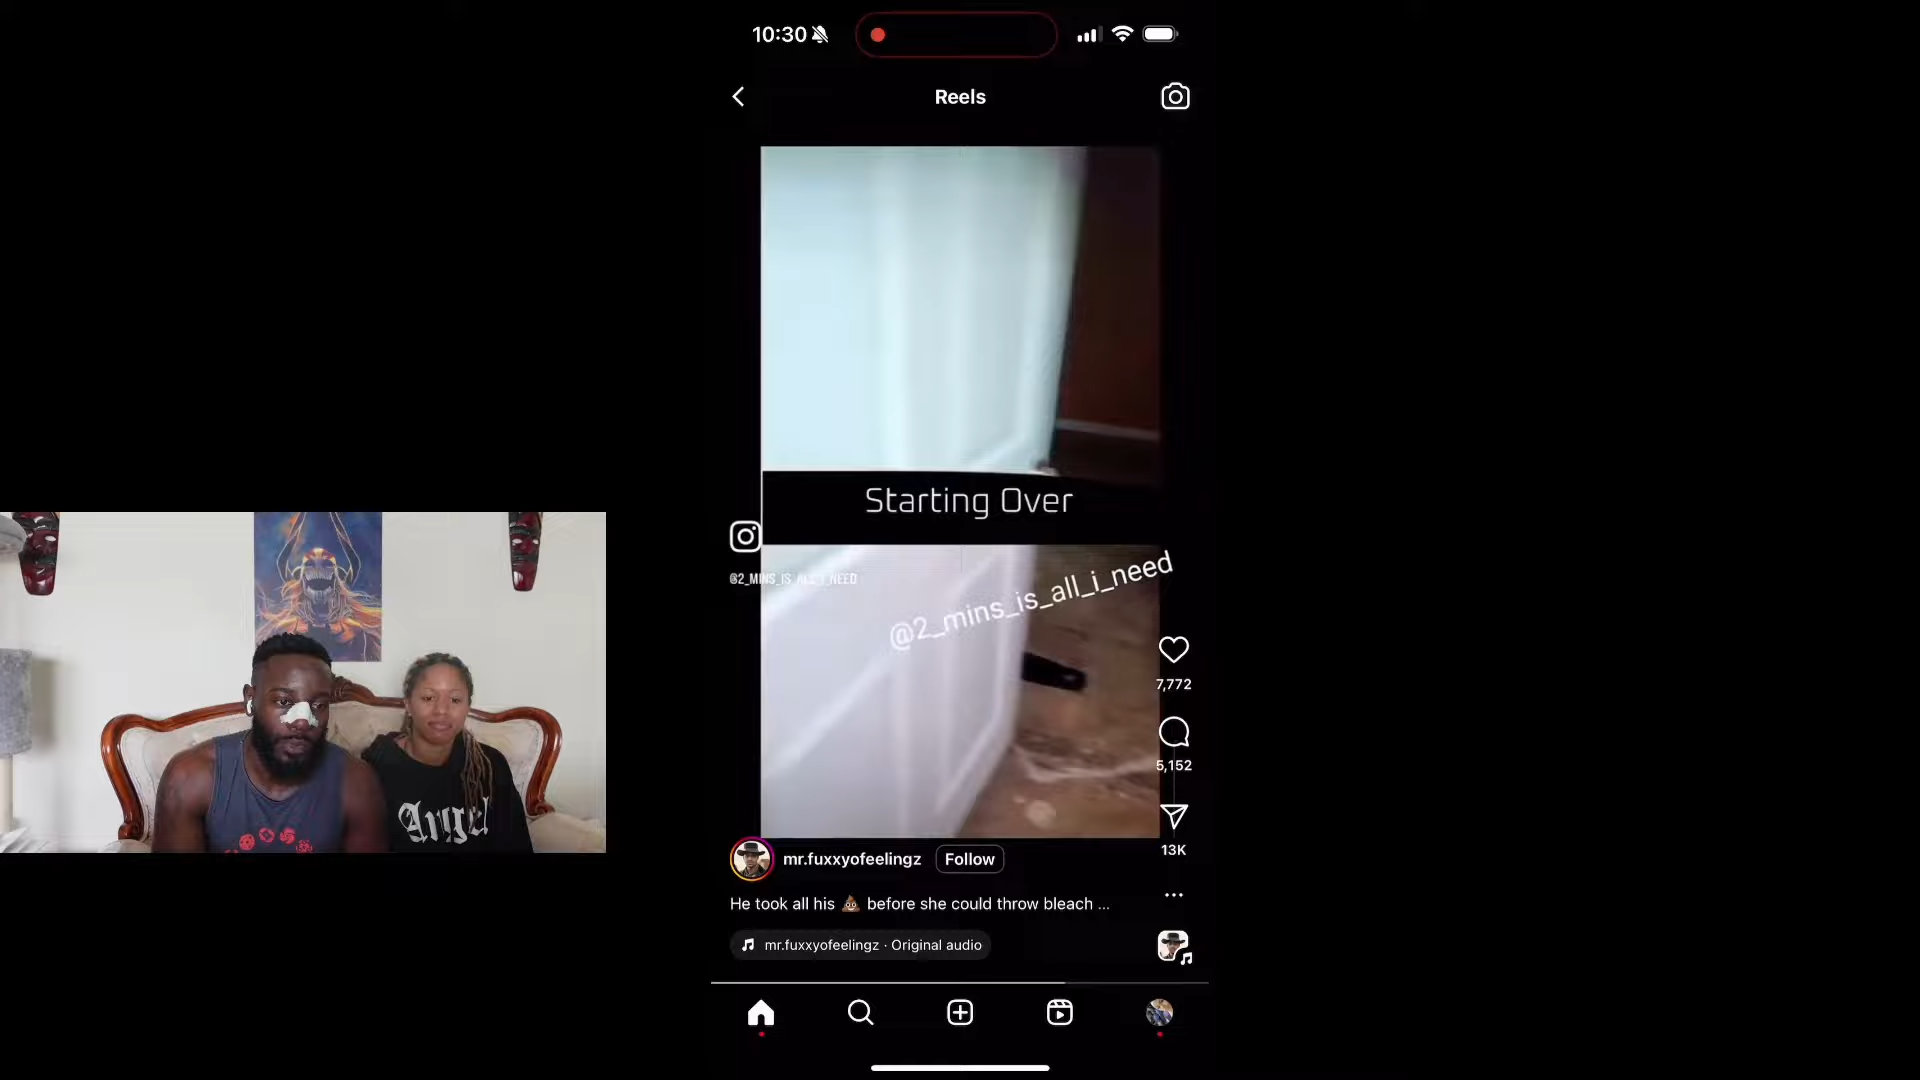 10:30
Reels
Starting Over
@2_MINS_IS_ALL_I_NEED
@2_mins_is_all_i_need
7,772
5,152
13K
Angel
mr.fuxxyofeelingz
Follow
He took all his 💩 before she could throw bleach ...
mr.fuxxyofeelingz · Original audio